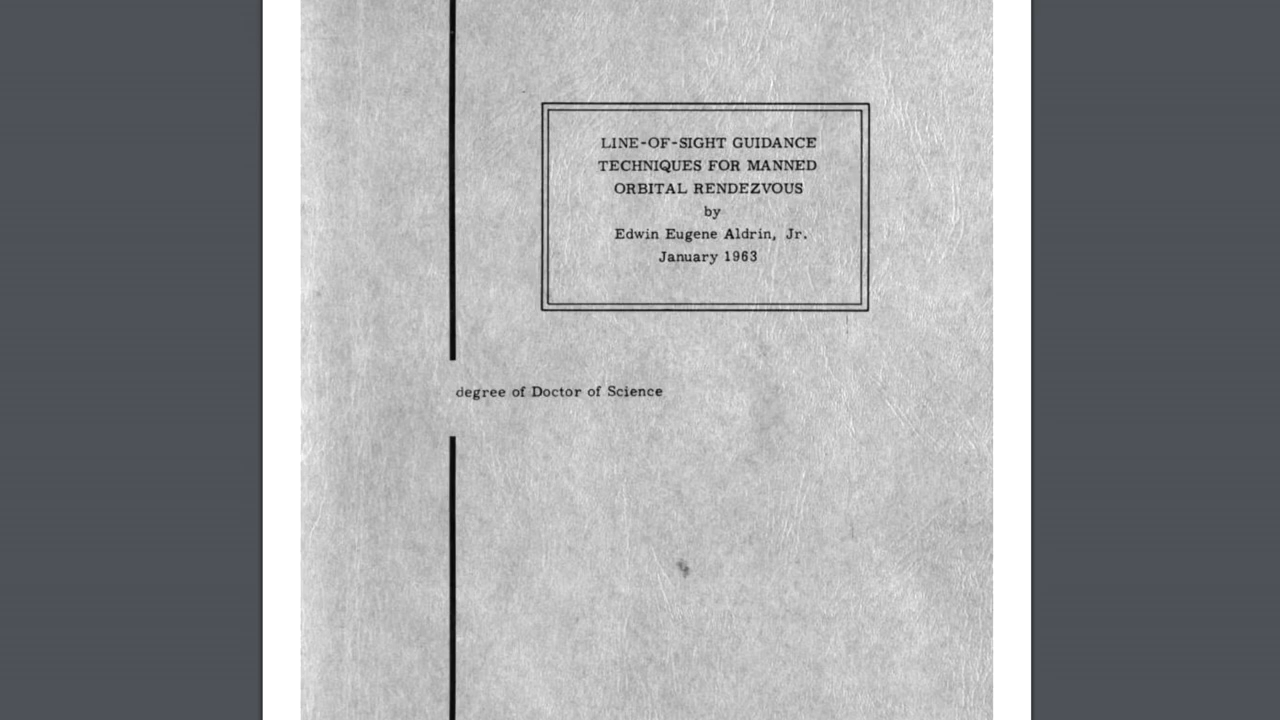 LINE-OF-SIGHT GUIDANCE
TECHNIQUES FOR MANNED
ORBITAL RENDEZVOUS
by
Edwin Eugene Aldrin, Jr.
January 1963
degree of Doctor of Science